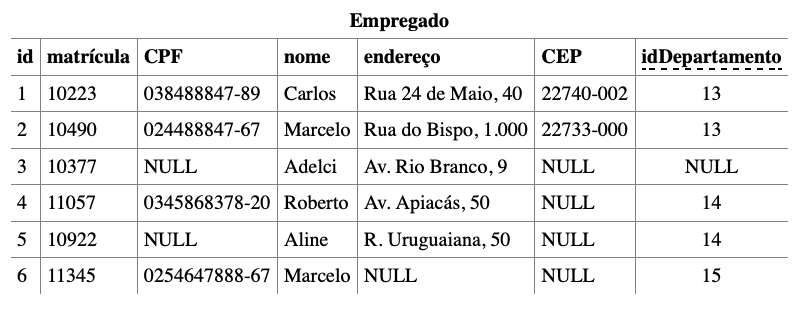 Empregado
id matrícula CPF nome endereço CEP idDepartamento
1 10223 038488847-89 Carlos Rua 24 de Maio, 40 22740-002 13
2 10490 024488847-67 Marcelo Rua do Bispo, 1.000 22733-000 13
3 10377 NULL Adelci Av. Rio Branco, 9 NULL NULL
4 11057 0345868378-20 Roberto Av. Apiacás, 50 NULL 14
5 10922 NULL Aline R. Uruguaiana, 50 NULL 14
6 11345 0254647888-67 Marcelo NULL NULL 15